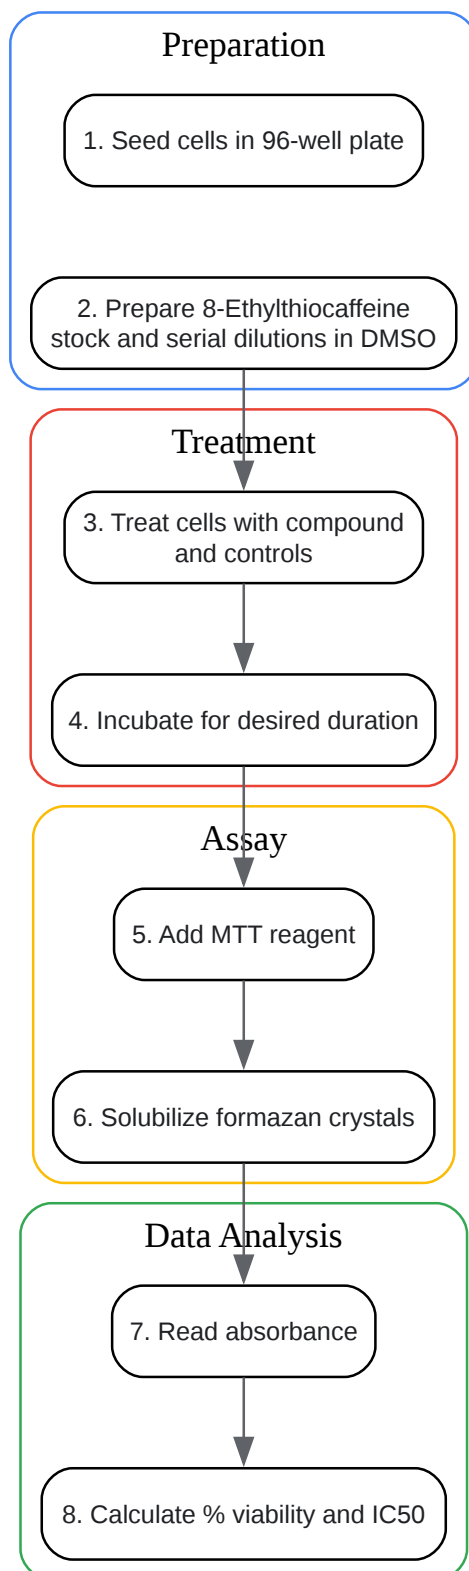 Preparation
1. Seed cells in 96-well plate
2. Prepare 8-Ethylthiocaffeine
stock and serial dilutions in DMSO
Treatment
3. Treat cells with compound
and controls
4. Incubate for desired duration
Assay
5. Add MTT reagent
6. Solubilize formazan crystals
Data Analysis
7. Read absorbance
8. Calculate % viability and IC50